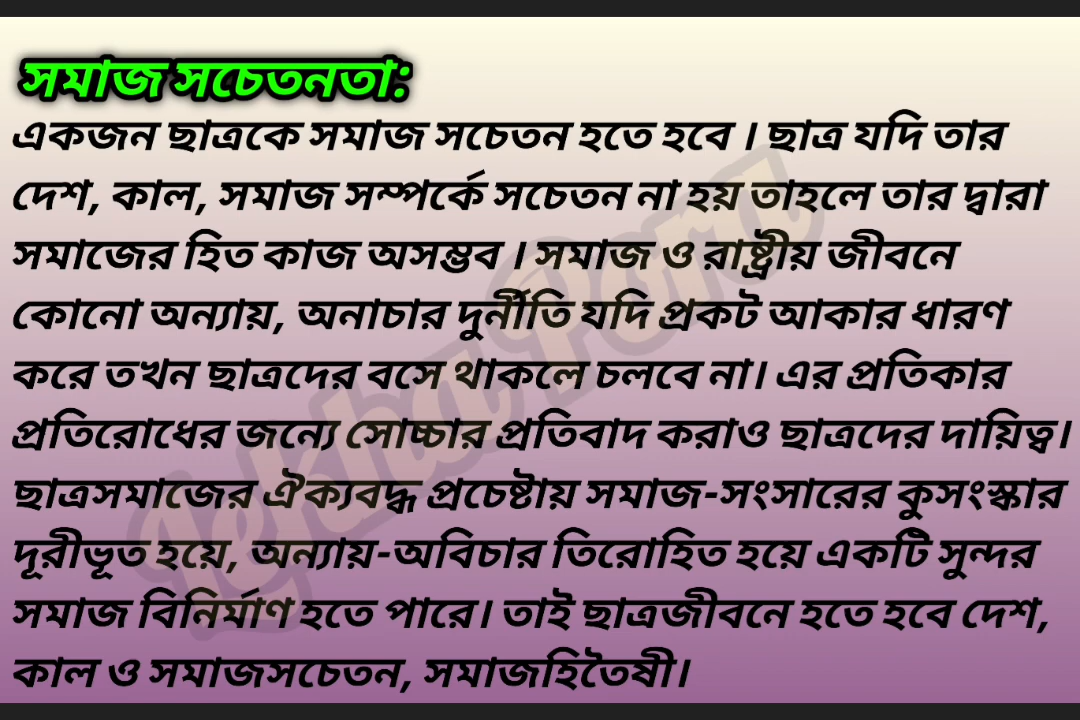 সমাজ সচেতনতা:
একজন ছাত্রকে সমাজ সচেতন হতে হবে । ছাত্র যদি তার
দেশ, কাল, সমাজ সম্পর্কে সচেতন না হয় তাহলে তার দ্বারা
সমাজের হিত কাজ অসম্ভব । সমাজ ও রাষ্ট্রীয় জীবনে
কোনো অন্যায়, অনাচার দুর্নীতি যদি প্রকট আকার ধারণ
করে তখন ছাত্রদের বসে থাকলে চলবে না। এর প্রতিকার
প্রতিরোধের জন্যে সোচ্চার প্রতিবাদ করাও ছাত্রদের দায়িত্ব।
ছাত্রসমাজের ঐক্যবদ্ধ প্রচেষ্টায় সমাজ-সংসারের কুসংস্কার
দূরীভূত হয়ে, অন্যায়-অবিচার তিরোহিত হয়ে একটি সুন্দর
সমাজ বিনির্মাণ হতে পারে। তাই ছাত্রজীবনে হতে হবে দেশ,
কাল ও সমাজসচেতন, সমাজহিতৈষী।
Lekha Pora